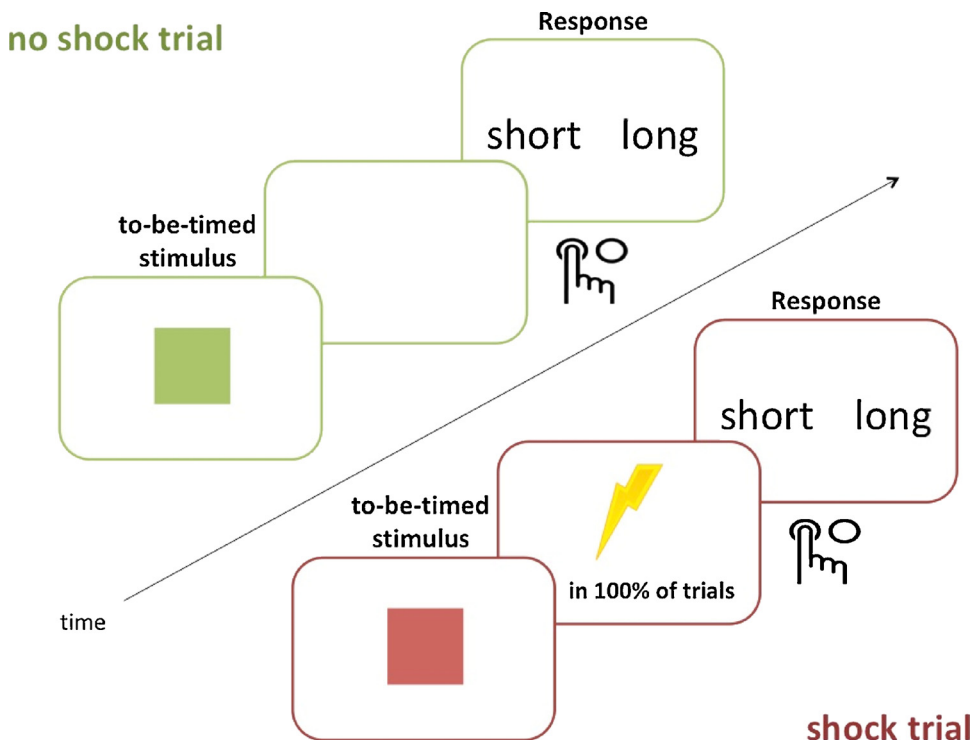 no shock trial
Response
short long
to-be-timed
stimulus
Response
short long
to-be-timed
stimulus
in 100% of trials
time
shock trial